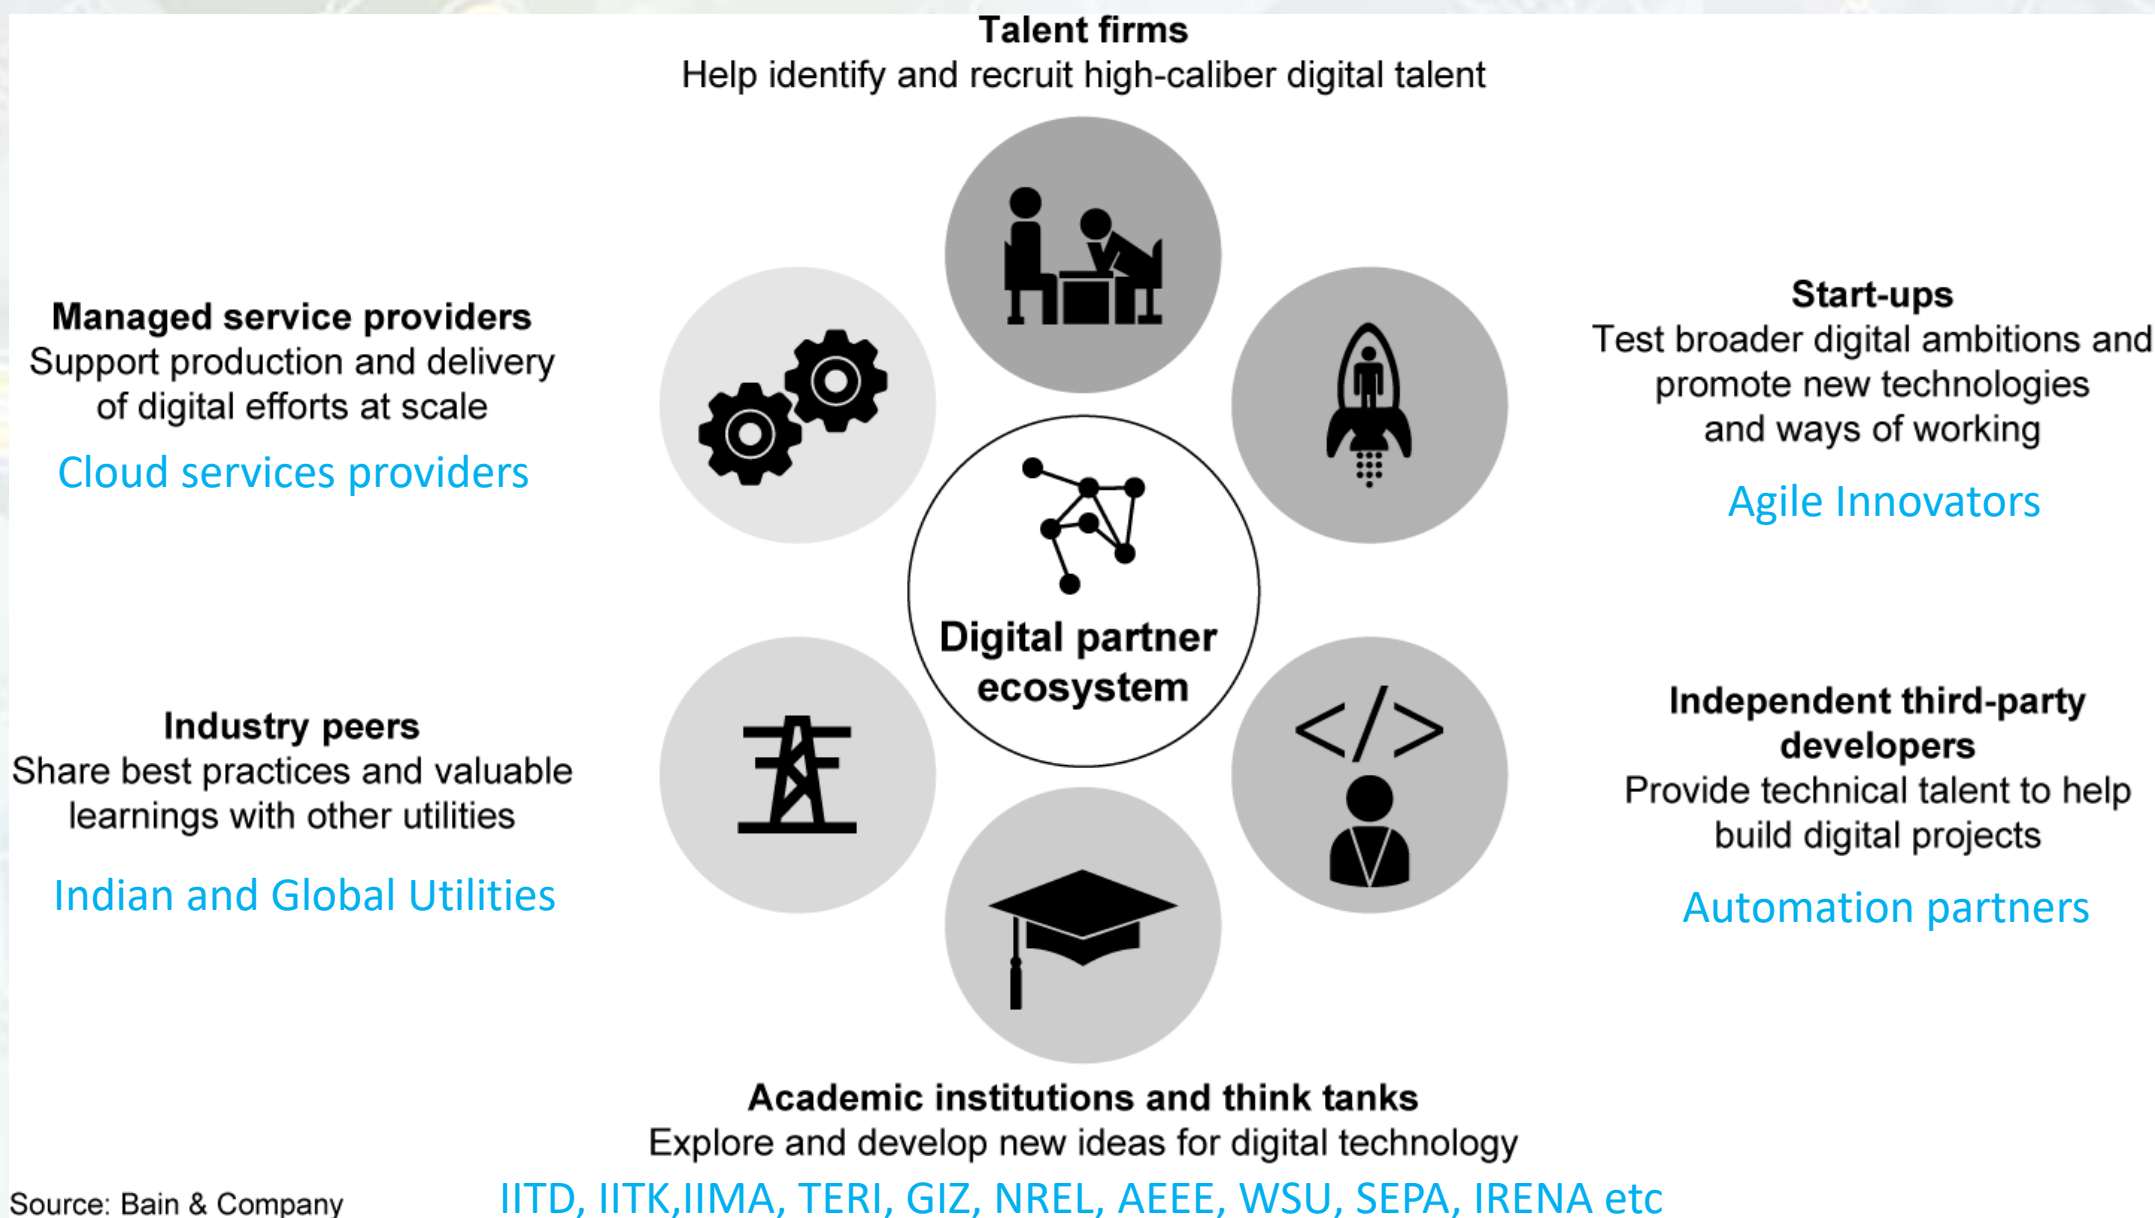 Talent firms
Help identify and recruit high-caliber digital talent
Managed service providers
Support production and delivery
of digital efforts at scale
Cloud services providers
Start-ups
Test broader digital ambitions and
promote new technologies
and ways of working
Agile Innovators
Digital partner
ecosystem
</>
Industry peers
Share best practices and valuable
learnings with other utilities
Indian and Global Utilities
Independent third-party
developers
Provide technical talent to help
build digital projects
Automation partners
Academic institutions and think tanks
Explore and develop new ideas for digital technology
IITD, IITK,IIMA, TERI, GIZ, NREL, AEEE, WSU, SEPA, IRENA etc
Source: Bain & Company